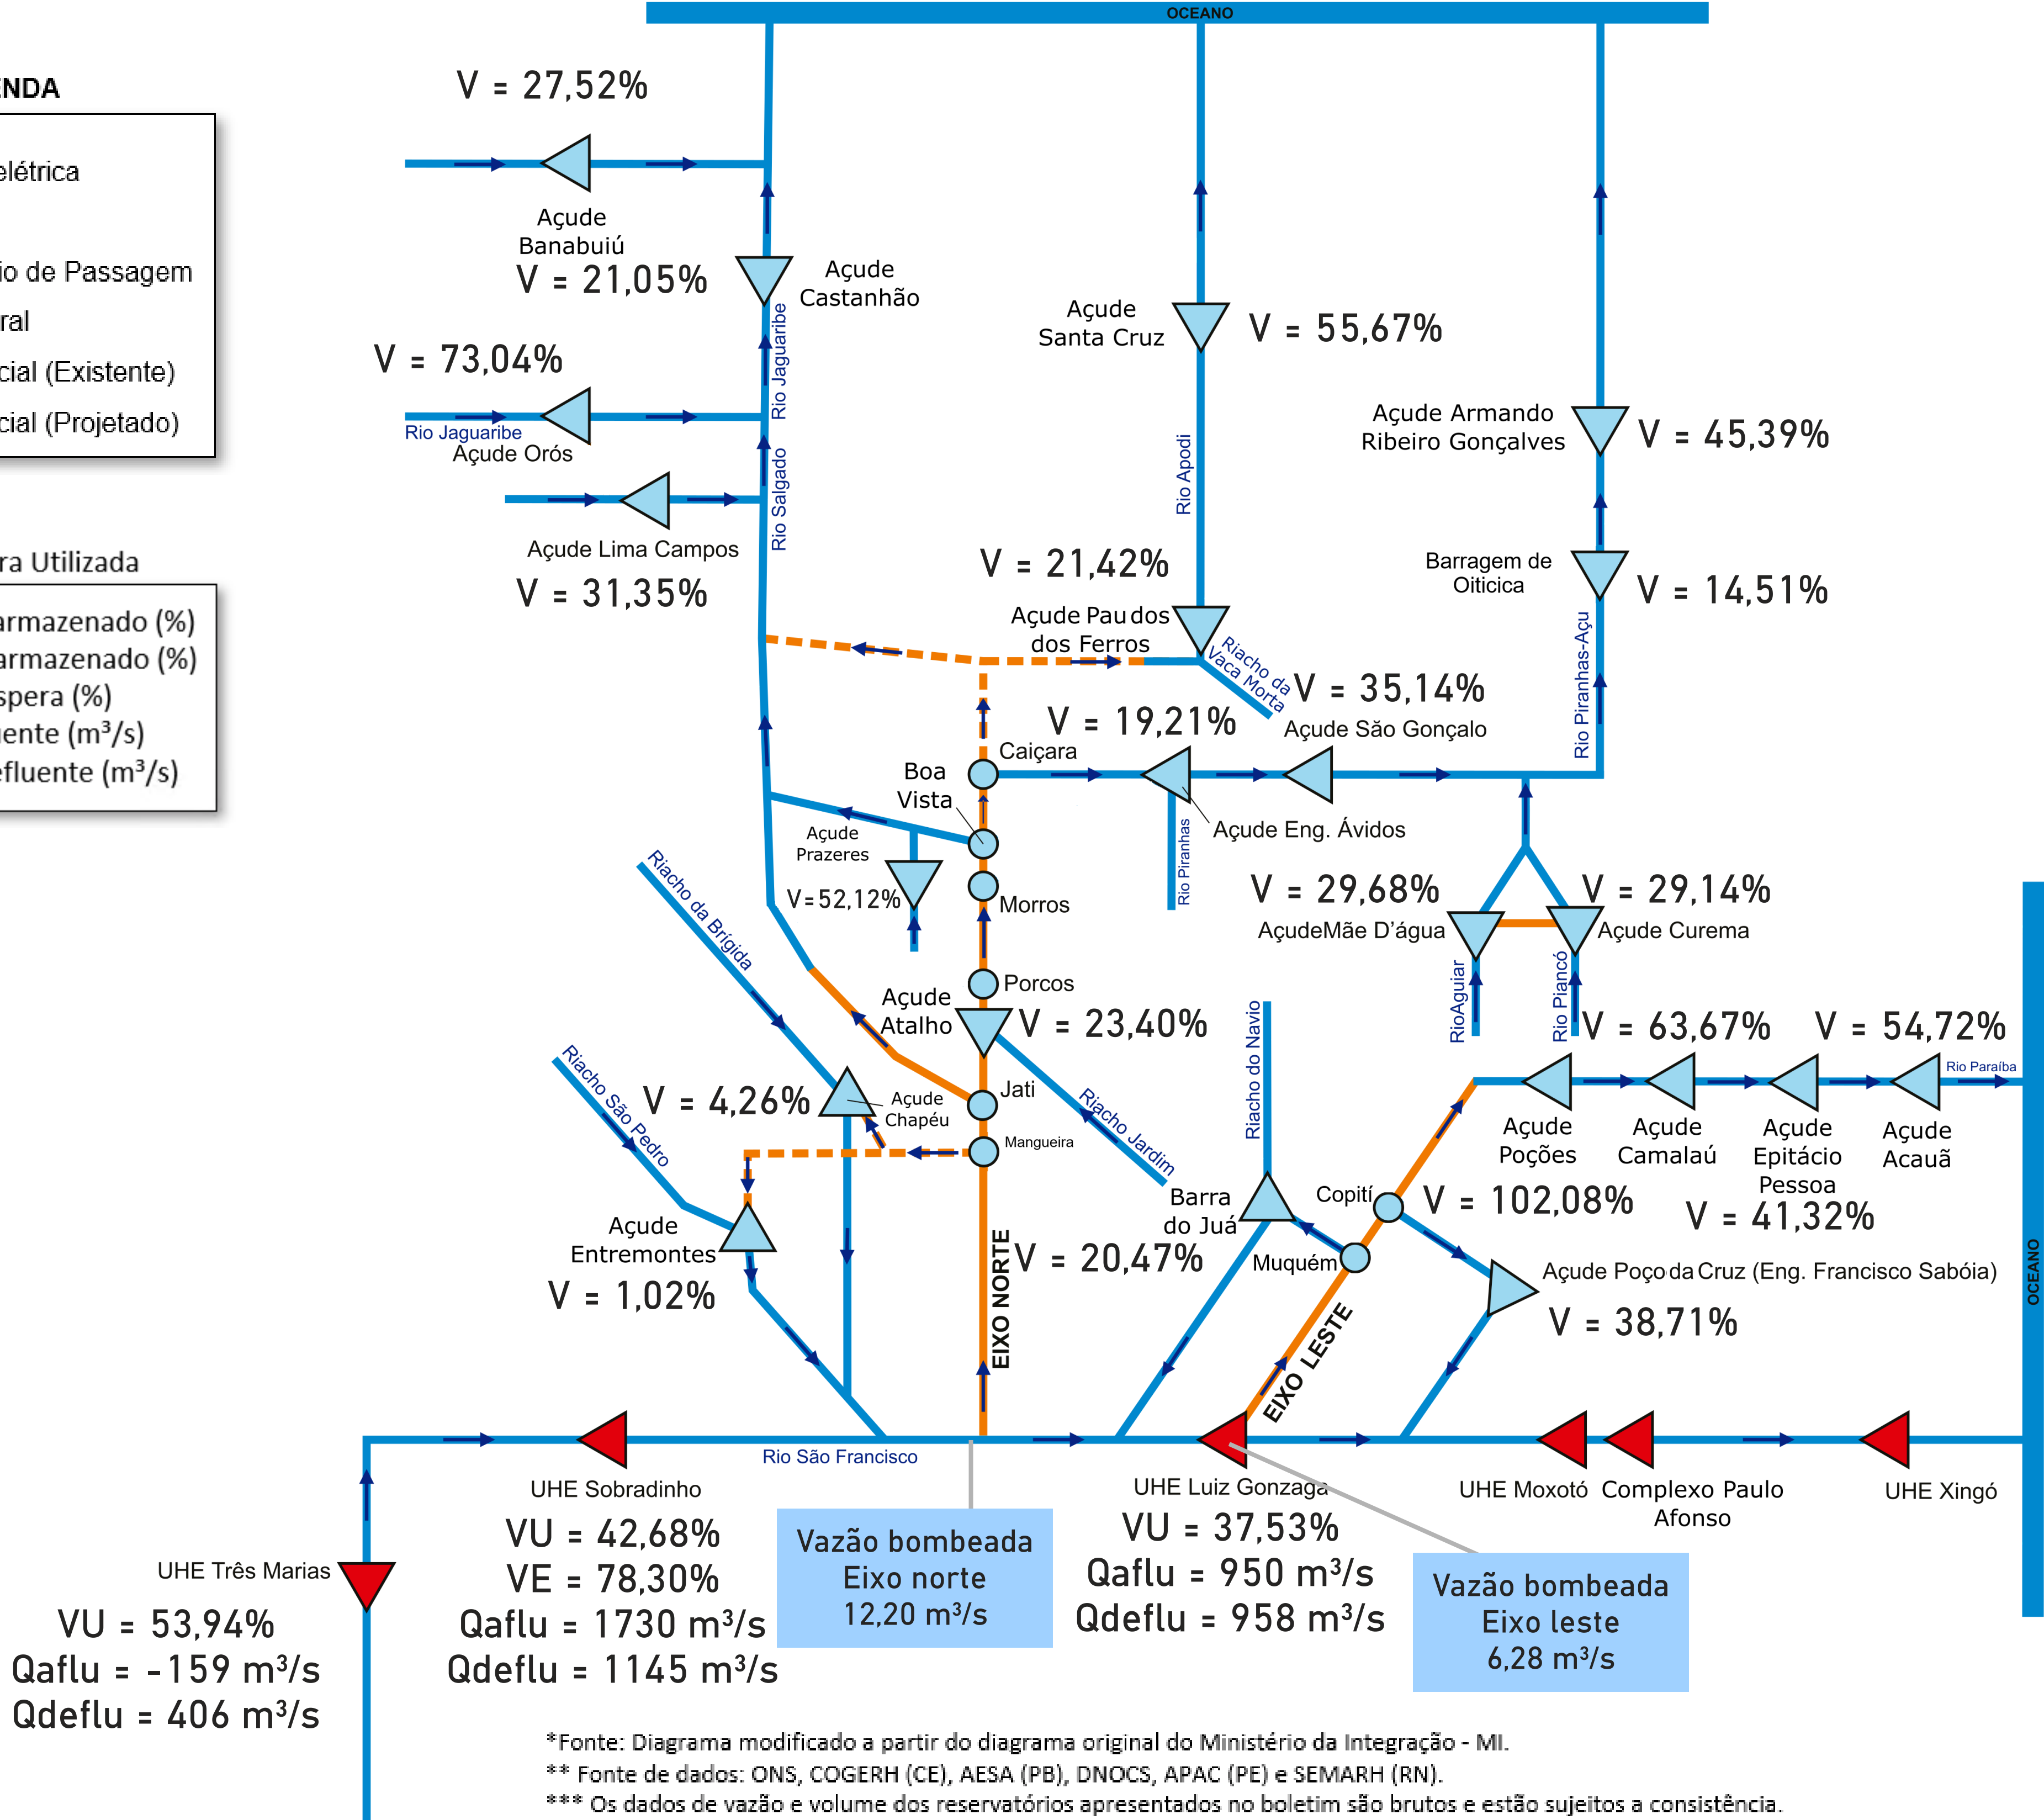 OCEANO
ENDA
elétrica
io de Passagem
ral
cial (Existente)
cial (Projetado)
ra Utilizada
armazenado (%)
armazenado (%)
spera (%)
uente (m³/s)
efluente (m³/s)
V = 27,52%
Açude
Banabuiú
V = 21,05%
Açude
Castanhão
Rio Jaguaribe
V = 73,04%
Rio Jaguaribe
Açude Orós
Rio Salgado
Açude Lima Campos
V = 31,35%
Açude
Santa Cruz
V = 55,67%
Rio Apodi
Açude Armando
Ribeiro Gonçalves
V = 45,39%
Barragem de
Oiticica
V = 14,51%
Rio Piranhas-Açu
V = 21,42%
Açude Pau dos
dos Ferros
Riacho da
Vaca Morta
V = 35,14%
Açude São Gonçalo
V = 19,21%
Açude Eng. Ávidos
Rio Piranhas
Caiçara
Boa
Vista
Açude
Prazeres
V= 52,12%
Morros
Porcos
Açude
Atalho
V = 23,40%
Riacho Jardim
Jati
Mangueira
Riacho da Brígida
Riacho São Pedro
V = 4,26%
Açude
Chapéu
Açude
Entremontes
V = 1,02%
V = 29,68%
AçudeMãe D'água
V = 29,14%
Açude Curema
RioAguiar
Rio Piancó
V = 63,67%
V = 54,72%
Rio Paraíba
Açude
Poções
Açude
Camalaú
Açude
Epitácio
Pessoa
Açude
Acauã
V = 102,08%
V = 41,32%
Riacho do Navio
Barra
do Juá
V = 20,47%
Copití
Muquém
Açude Poço da Cruz (Eng. Francisco Sabóia)
V = 38,71%
EIXO NORTE
EIXO LESTE
OCEANO
Rio São Francisco
UHE Sobradinho
VU = 42,68%
VE = 78,30%
Qaflu = 1730 m³/s
Qdeflu = 1145 m³/s
Vazão bombeada
Eixo norte
12,20 m³/s
UHE Luiz Gonzaga
VU = 37,53%
Qaflu = 950 m³/s
Qdeflu = 958 m³/s
Vazão bombeada
Eixo leste
6,28 m³/s
UHE Moxotó
Complexo Paulo
Afonso
UHE Xingó
UHE Três Marias
VU = 53,94%
Qaflu = -159 m³/s
Qdeflu = 406 m³/s
*Fonte: Diagrama modificado a partir do diagrama original do Ministério da Integração - MI.
** Fonte de dados: ONS, COGERH (CE), AESA (PB), DNOCS, APAC (PE) e SEMARH (RN).
*** Os dados de vazão e volume dos reservatórios apresentados no boletim são brutos e estão sujeitos a consistência.